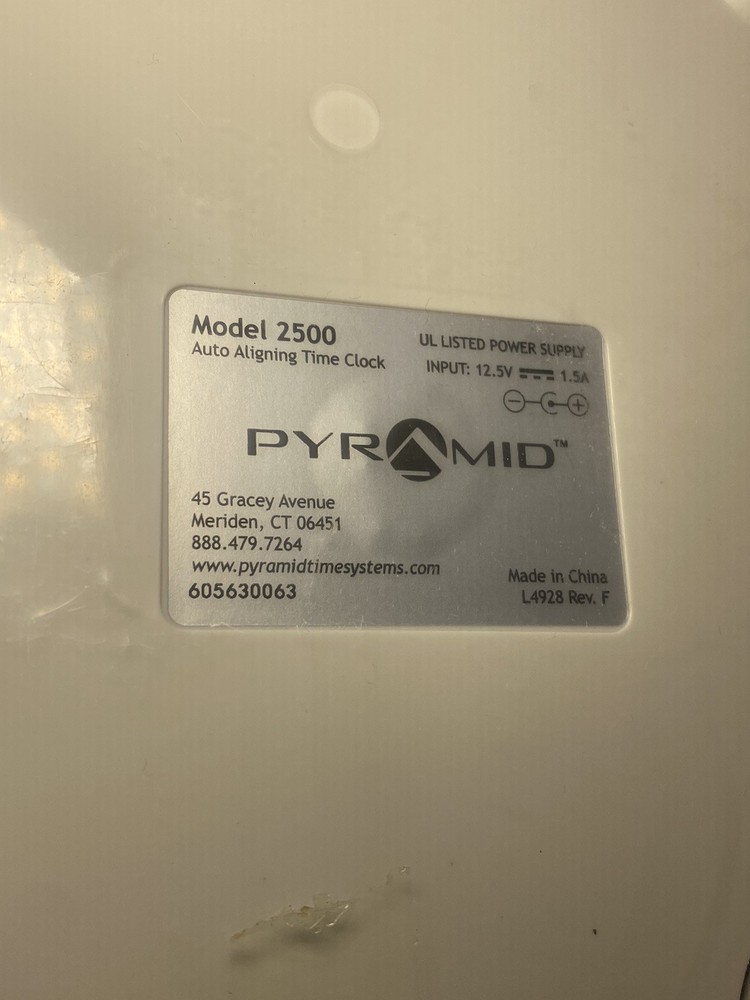 Model 2500
Auto Aligning Time Clock
UL LISTED POWER SUPPLY
INPUT: 12.5V 1.5A
PYRAMID™
45 Gracey Avenue
Meriden, CT 06451
888.479.7264
www.pyramidtimesystems.com
605630063
Made in China
L4928 Rev. F